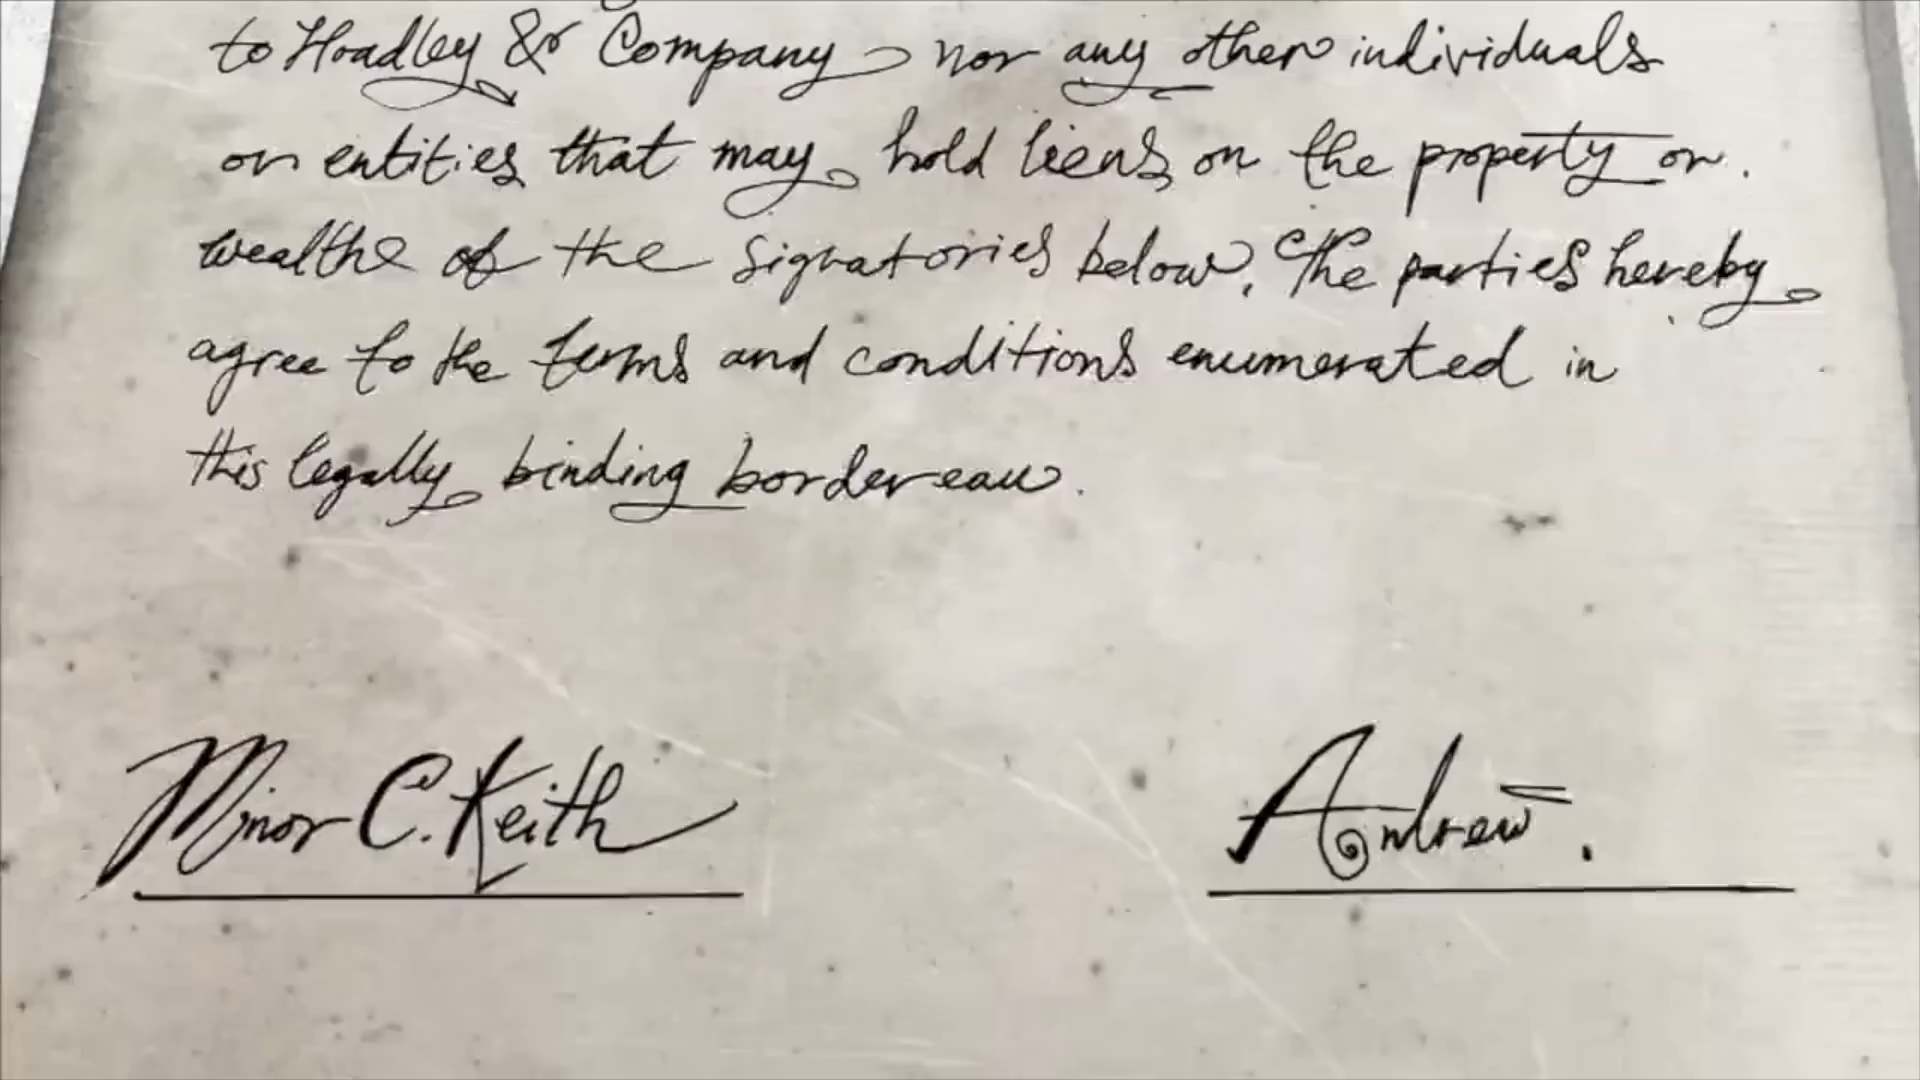 to Hoadley & Company nor any other individuals
or entities that may hold liens on the property or.
wealthe of the signatories below, The parties hereby
agree to the terms and conditions enumerated in
this legally binding bordereau.
Minor C. Keith
Andrew.